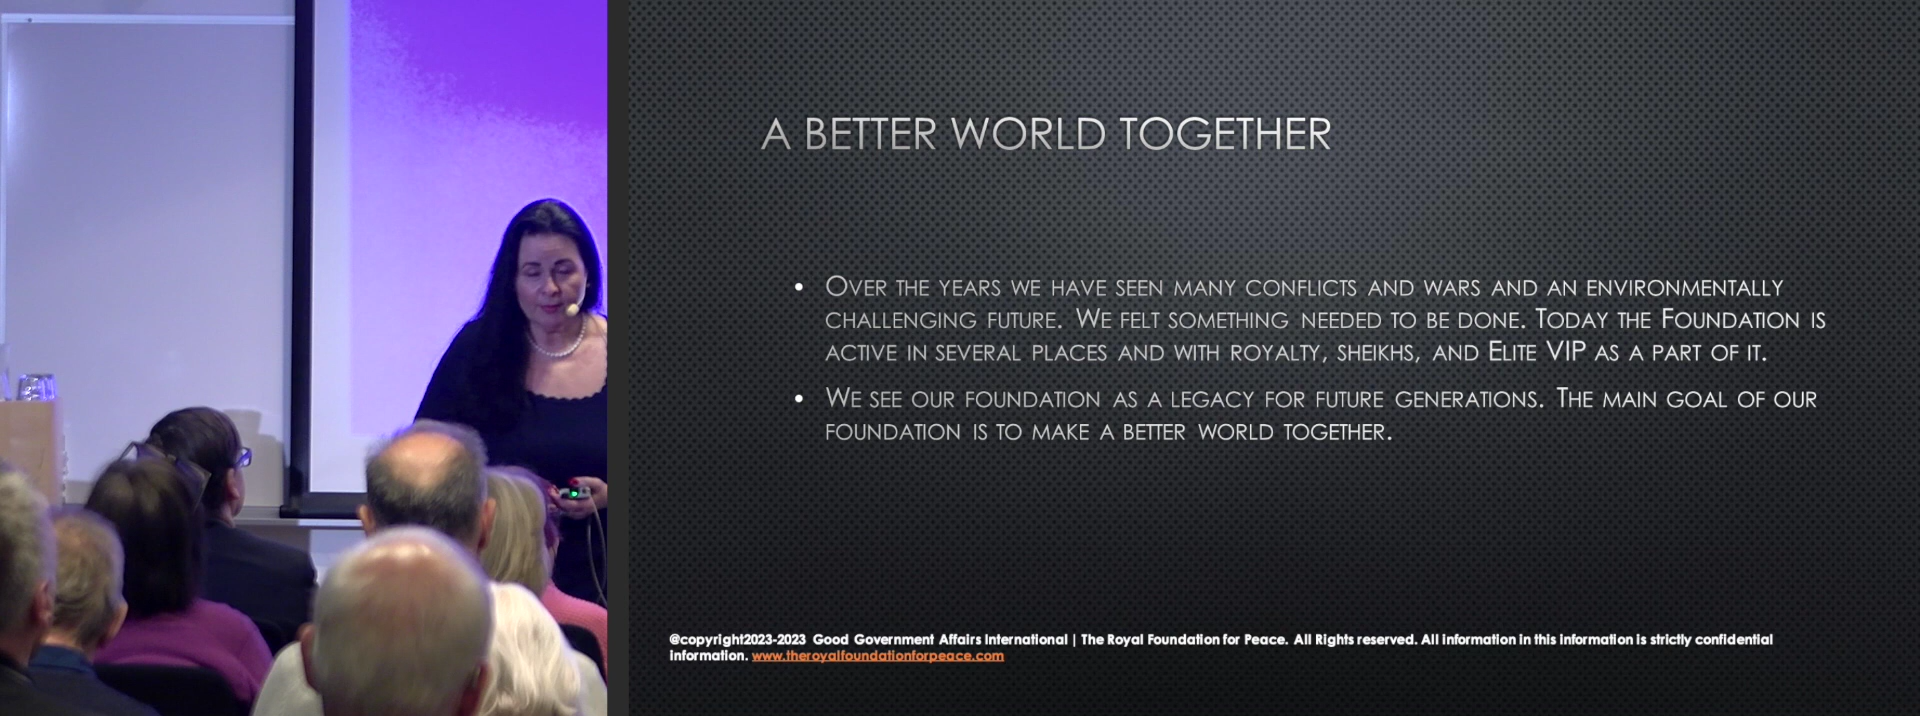 A BETTER WORLD TOGETHER
• OVER THE YEARS WE HAVE SEEN MANY CONFLICTS AND WARS AND AN ENVIRONMENTALLY
CHALLENGING FUTURE. WE FELT SOMETHING NEEDED TO BE DONE. TODAY THE FOUNDATION IS
ACTIVE IN SEVERAL PLACES AND WITH ROYALTY, SHEIKHS, AND ELITE VIP AS A PART OF IT.
• WE SEE OUR FOUNDATION AS A LEGACY FOR FUTURE GENERATIONS. THE MAIN GOAL OF OUR
FOUNDATION IS TO MAKE A BETTER WORLD TOGETHER.
@copyright2023-2023 Good Government Affairs International | The Royal Foundation for Peace. All Rights reserved. All information in this information is strictly confidential
information. www.theroyalfoundationforpeace.com